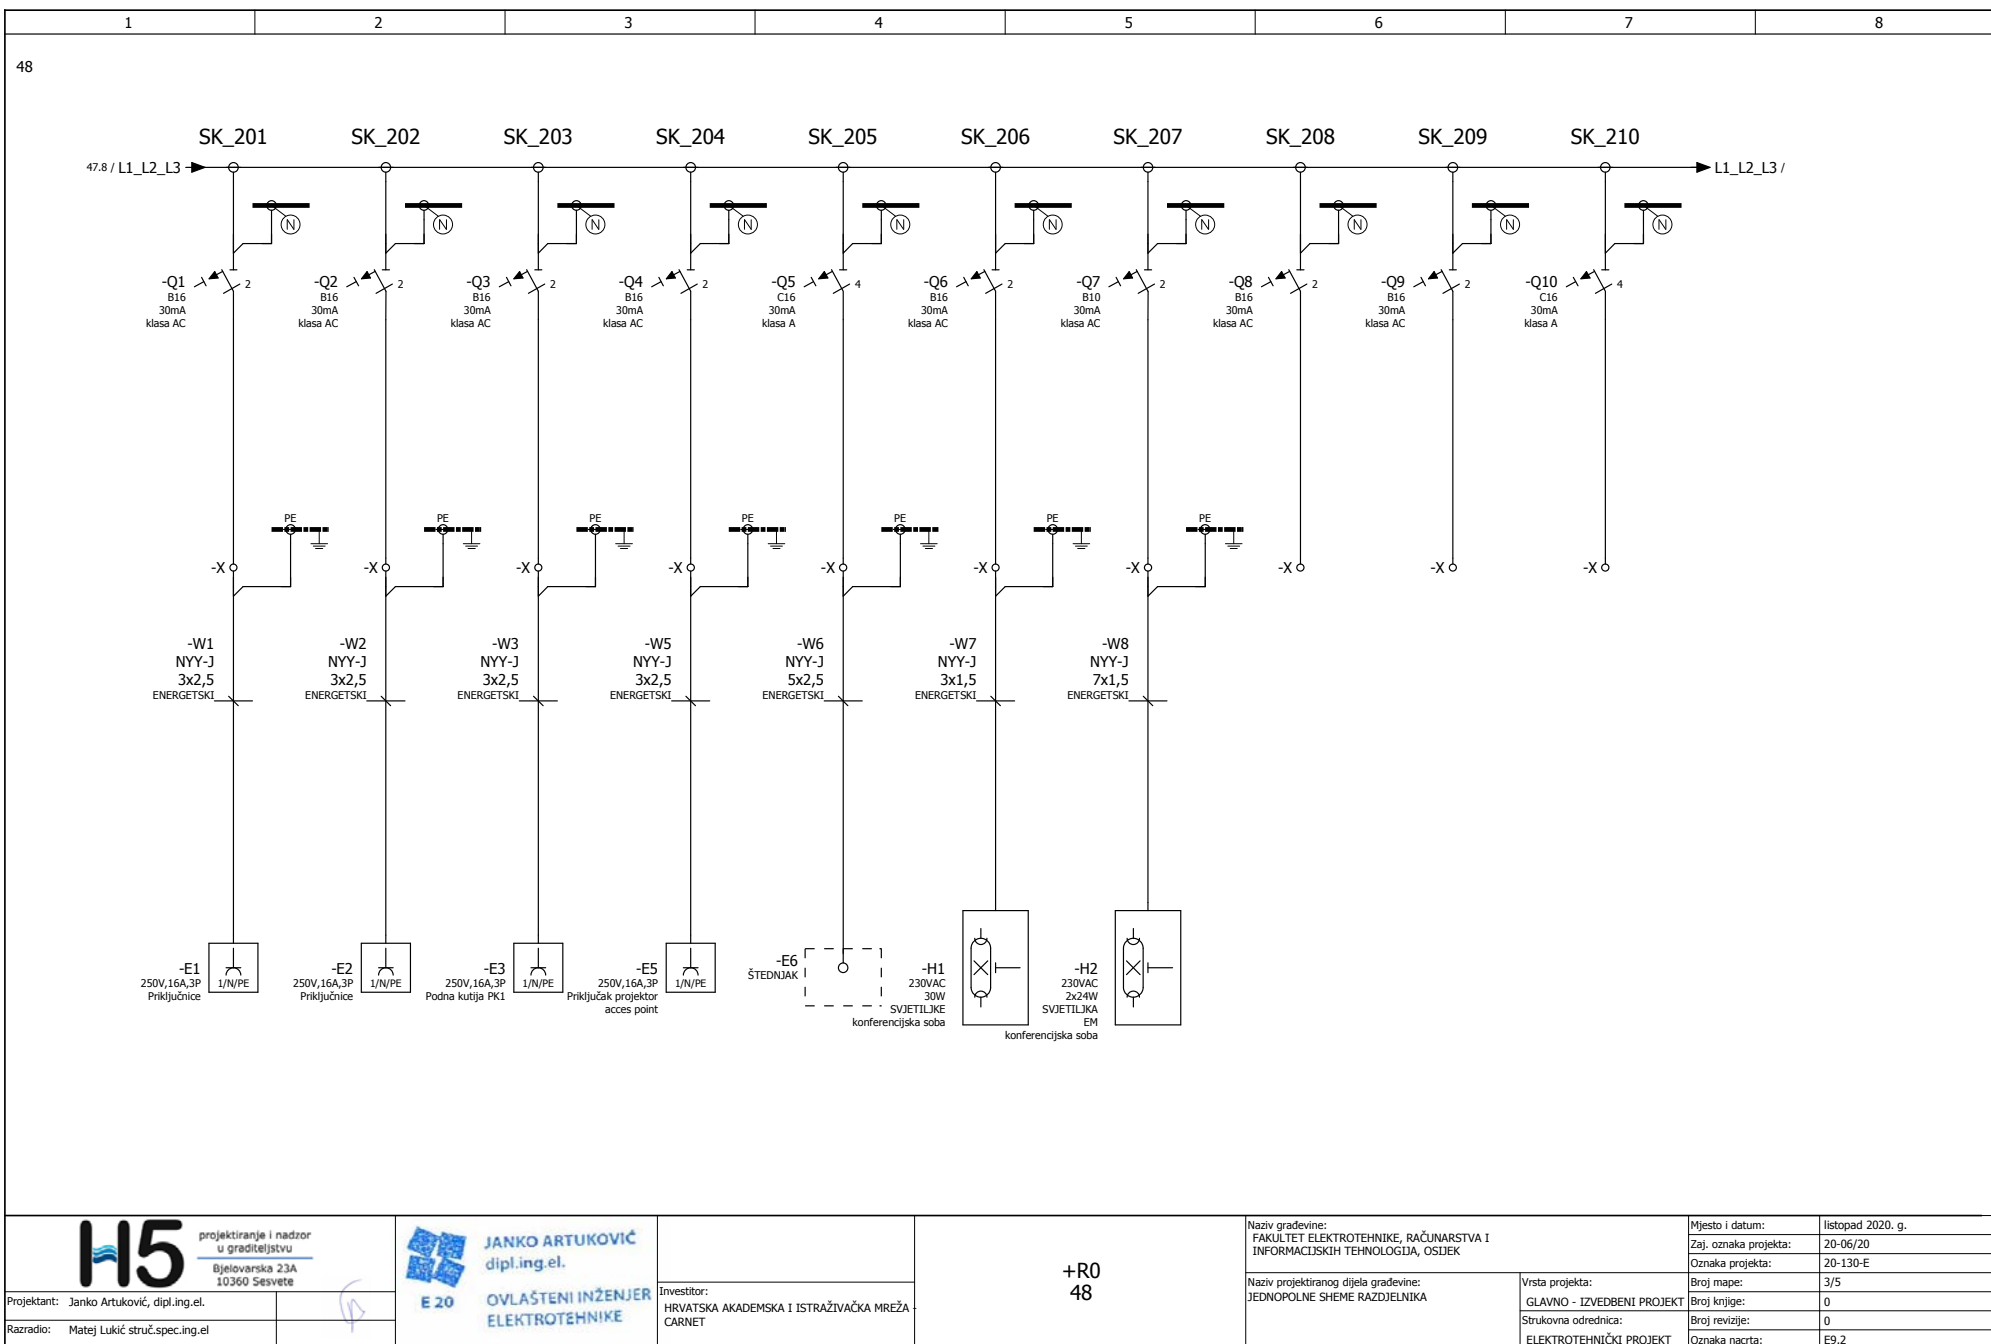 1 2 3 4 5 6 7 8
48
SK_201 SK_202 SK_203 SK_204 SK_205 SK_206 SK_207 SK_208 SK_209 SK_210
47.8 / L1_L2_L3 L1_L2_L3 /
N N N N N N N N N N
-Q1 2 -Q2 2 -Q3 2 -Q4 2 -Q5 4 -Q6 2 -Q7 2 -Q8 2 -Q9 2 -Q10 4
B16 B16 B16 B16 C16 B16 B10 B16 B16 C16
30mA 30mA 30mA 30mA 30mA 30mA 30mA 30mA 30mA 30mA
klasa AC klasa AC klasa AC klasa AC klasa A klasa AC klasa AC klasa AC klasa AC klasa A
PE PE PE PE PE PE PE
-X -X -X -X -X -X -X -X -X -X
-W1 -W2 -W3 -W5 -W6 -W7 -W8
NYY-J NYY-J NYY-J NYY-J NYY-J NYY-J NYY-J
3x2,5 3x2,5 3x2,5 3x2,5 5x2,5 3x1,5 7x1,5
ENERGETSKI ENERGETSKI ENERGETSKI ENERGETSKI ENERGETSKI ENERGETSKI ENERGETSKI
-E1
250V,16A,3P
Priključnice
1/N/PE
-E2
250V,16A,3P
Priključnice
1/N/PE
-E3
250V,16A,3P
Podna kutija PK1
1/N/PE
-E5
250V,16A,3P
Priključak projektor
acces point
1/N/PE
-E6
ŠTEDNJAK
-H1
230VAC
30W
SVJETILJKE
konferencijska soba
-H2
230VAC
2x24W
SVJETILJKA
EM
konferencijska soba
H5
projektiranje i nadzor
u graditeljstvu
Bjelovarska 23A
10360 Sesvete
Projektant: Janko Artuković, dipl.ing.el.
Razradio: Matej Lukić struč.spec.ing.el
JANKO ARTUKOVIĆ
dipl.ing.el.
E 20
OVLAŠTENI INŽENJER
ELEKTROTEHNIKE
Investitor:
HRVATSKA AKADEMSKA I ISTRAŽIVAČKA MREŽA -
CARNET
+R0
48
Naziv građevine:
FAKULTET ELEKTROTEHNIKE, RAČUNARSTVA I
INFORMACIJSKIH TEHNOLOGIJA, OSIJEK
Naziv projektiranog dijela građevine:
JEDNOPOLNE SHEME RAZDJELNIKA
Vrsta projekta:
GLAVNO - IZVEDBENI PROJEKT
Strukovna odrednica:
ELEKTROTEHNIČKI PROJEKT
Mjesto i datum: listopad 2020. g.
Zaj. oznaka projekta: 20-06/20
Oznaka projekta: 20-130-E
Broj mape: 3/5
Broj knjige: 0
Broj revizije: 0
Oznaka nacrta: E9.2